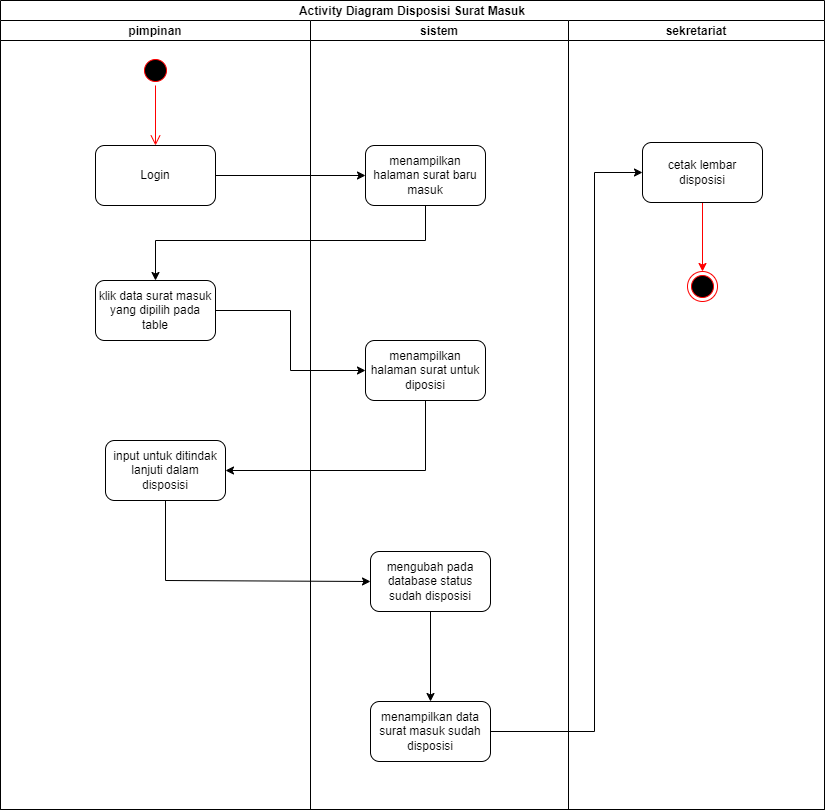 Activity Diagram Disposisi Surat Masuk
pimpinan
sistem
sekretariat
Login
menampilkan
halaman surat baru
masuk
cetak lembar
disposisi
klik data surat masuk
yang dipilih pada
table
menampilkan
halaman surat untuk
diposisi
input untuk ditindak
lanjuti dalam
disposisi
mengubah pada
database status
sudah disposisi
menampilkan data
surat masuk sudah
disposisi